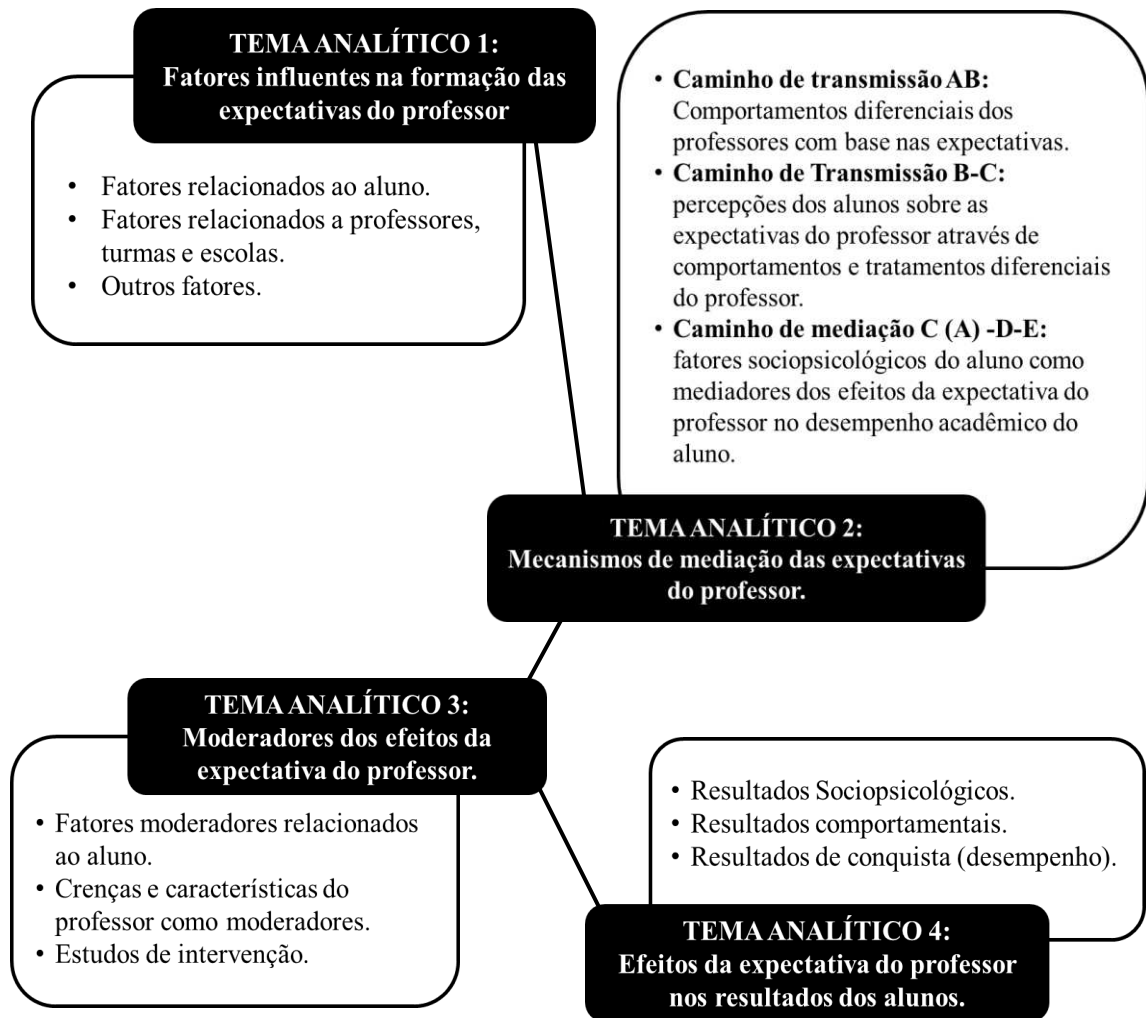 TEMA ANALÍTICO 1:
Fatores influentes na formação das
expectativas do professor
• Fatores relacionados ao aluno.
• Fatores relacionados a professores,
turmas e escolas.
• Outros fatores.
• Caminho de transmissão AB:
Comportamentos diferenciais dos
professores com base nas expectativas.
• Caminho de Transmissão B-C:
percepções dos alunos sobre as
expectativas do professor através de
comportamentos e tratamentos diferenciais
do professor.
• Caminho de mediação C (A) -D-E:
fatores sociopsicológicos do aluno como
mediadores dos efeitos da expectativa do
professor no desempenho acadêmico do
aluno.
TEMA ANALÍTICO 2:
Mecanismos de mediação das expectativas
do professor.
TEMA ANALÍTICO 3:
Moderadores dos efeitos da
expectativa do professor.
• Fatores moderadores relacionados
ao aluno.
• Crenças e características do
professor como moderadores.
• Estudos de intervenção.
• Resultados Sociopsicológicos.
• Resultados comportamentais.
• Resultados de conquista (desempenho).
TEMA ANALÍTICO 4:
Efeitos da expectativa do professor
nos resultados dos alunos.